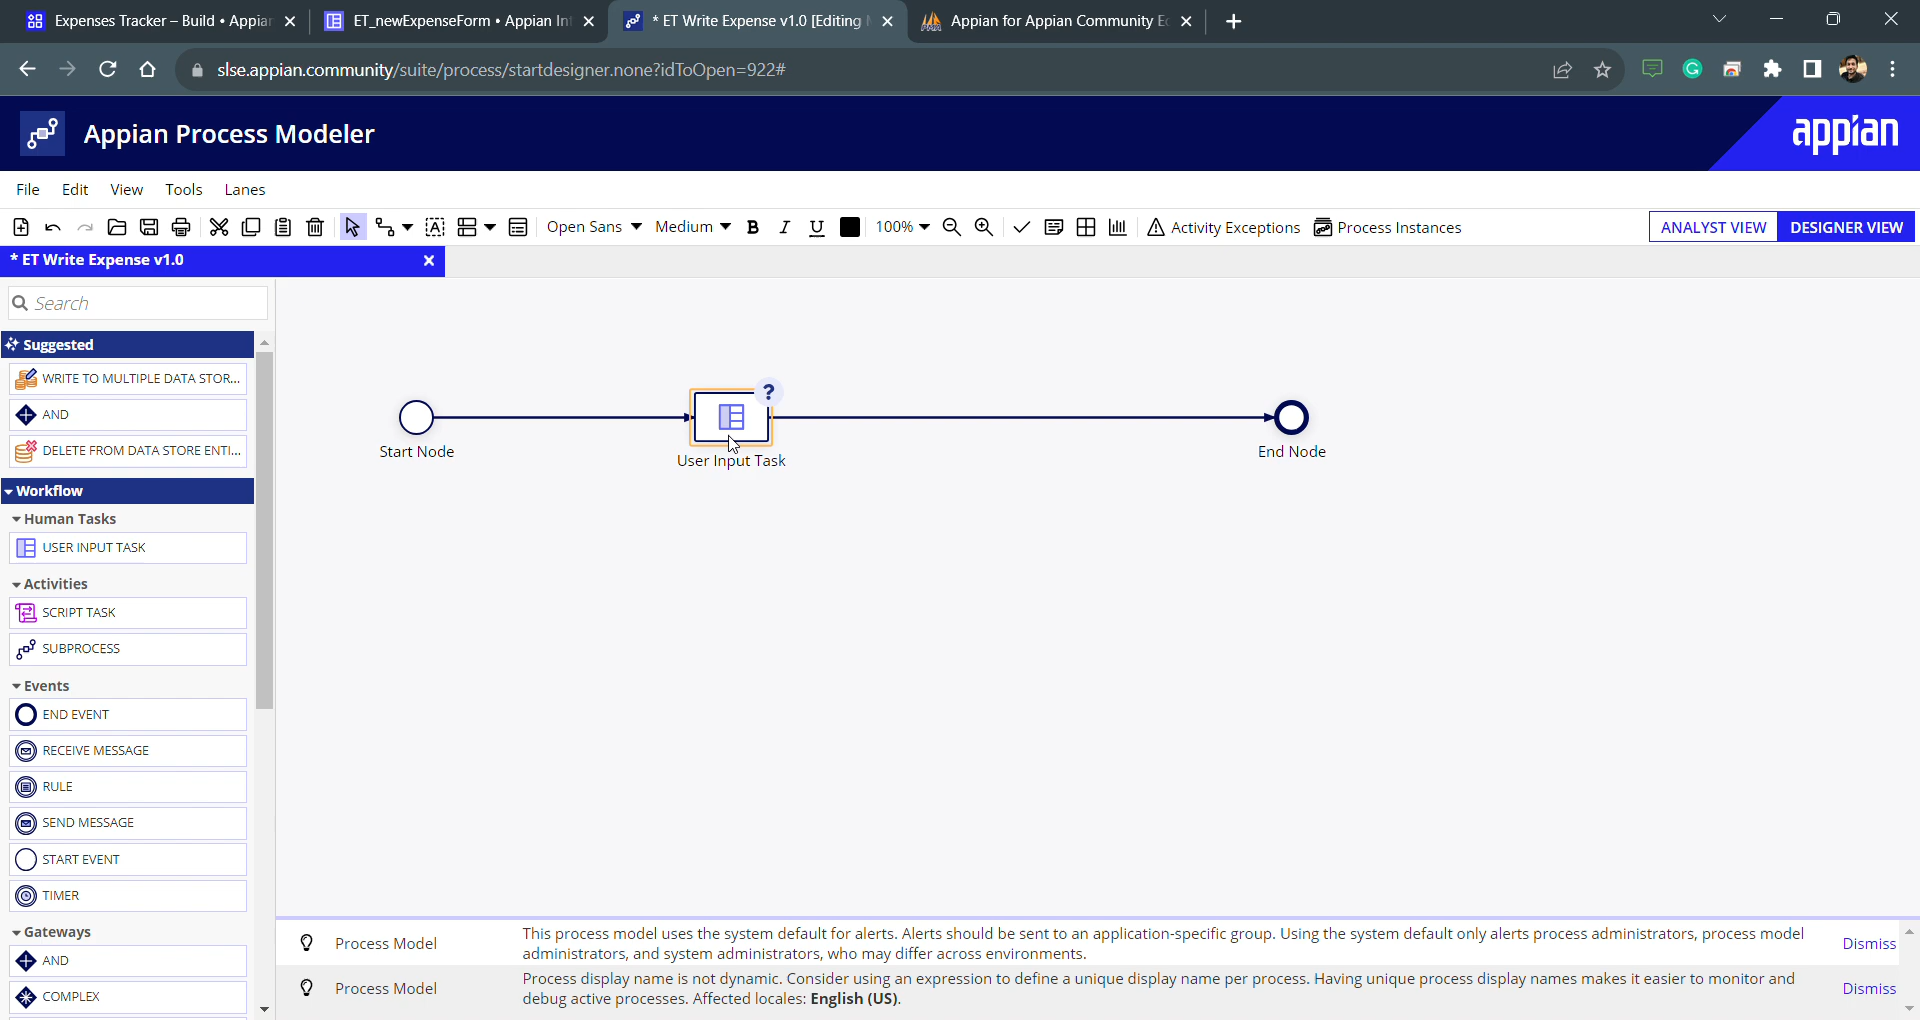 Expenses Tracker – Build • Appian
ET_newExpenseForm • Appian Int
* ET Write Expense v1.0 [Editing M
Appian for Appian Community Ed
slse.appian.community/suite/process/startdesigner.none?idToOpen=922#
Appian Process Modeler
appian
File Edit View Tools Lanes
Open Sans Medium B I U 100% Activity Exceptions Process Instances ANALYST VIEW DESIGNER VIEW
* ET Write Expense v1.0
Search
Suggested
WRITE TO MULTIPLE DATA STOR...
AND
DELETE FROM DATA STORE ENTI...
Workflow
Human Tasks
USER INPUT TASK
Activities
SCRIPT TASK
SUBPROCESS
Events
END EVENT
RECEIVE MESSAGE
RULE
SEND MESSAGE
START EVENT
TIMER
Gateways
AND
COMPLEX
?
Start Node
User Input Task
End Node
Process Model
This process model uses the system default for alerts. Alerts should be sent to an application-specific group. Using the system default only alerts process administrators, process model
administrators, and system administrators, who may differ across environments.
Dismiss
Process Model
Process display name is not dynamic. Consider using an expression to define a unique display name per process. Having unique process display names makes it easier to monitor and
debug active processes. Affected locales: English (US).
Dismiss